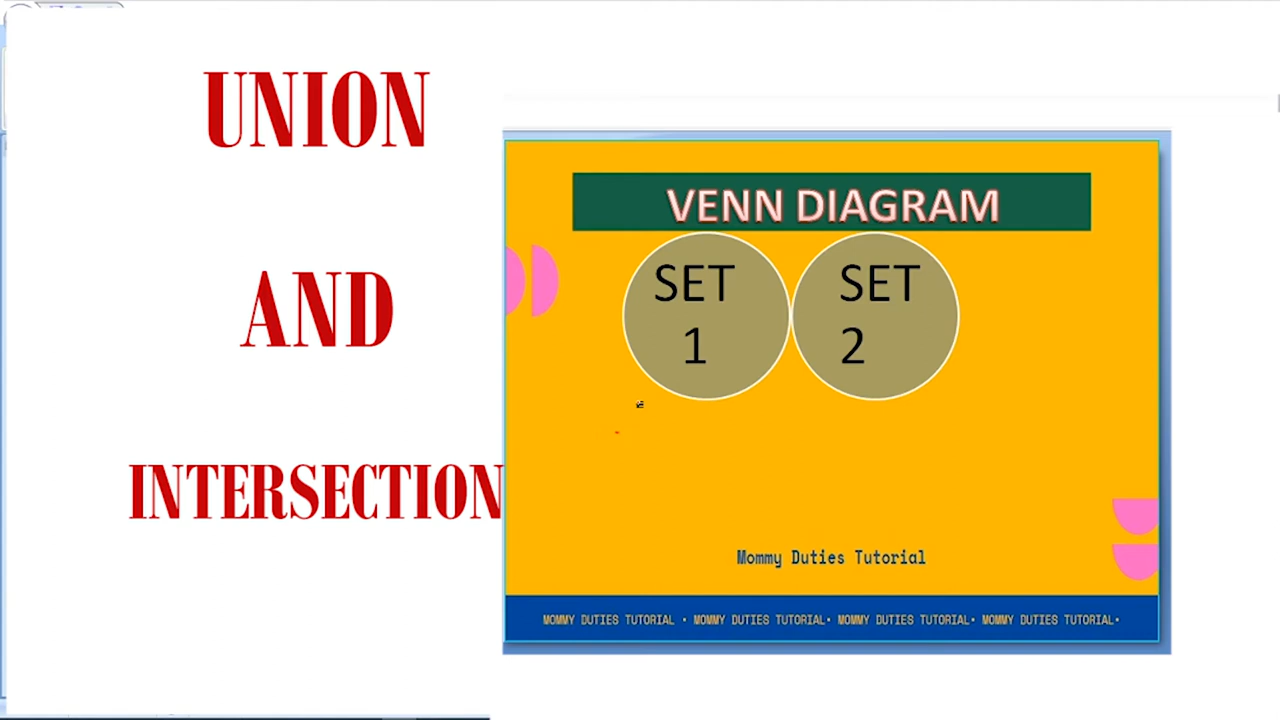 UNION
AND
INTERSECTION
VENN DIAGRAM
SET
1
SET
2
Mommy Duties Tutorial
MOMMY DUTIES TUTORIAL • MOMMY DUTIES TUTORIAL• MOMMY DUTIES TUTORIAL• MOMMY DUTIES TUTORIAL•